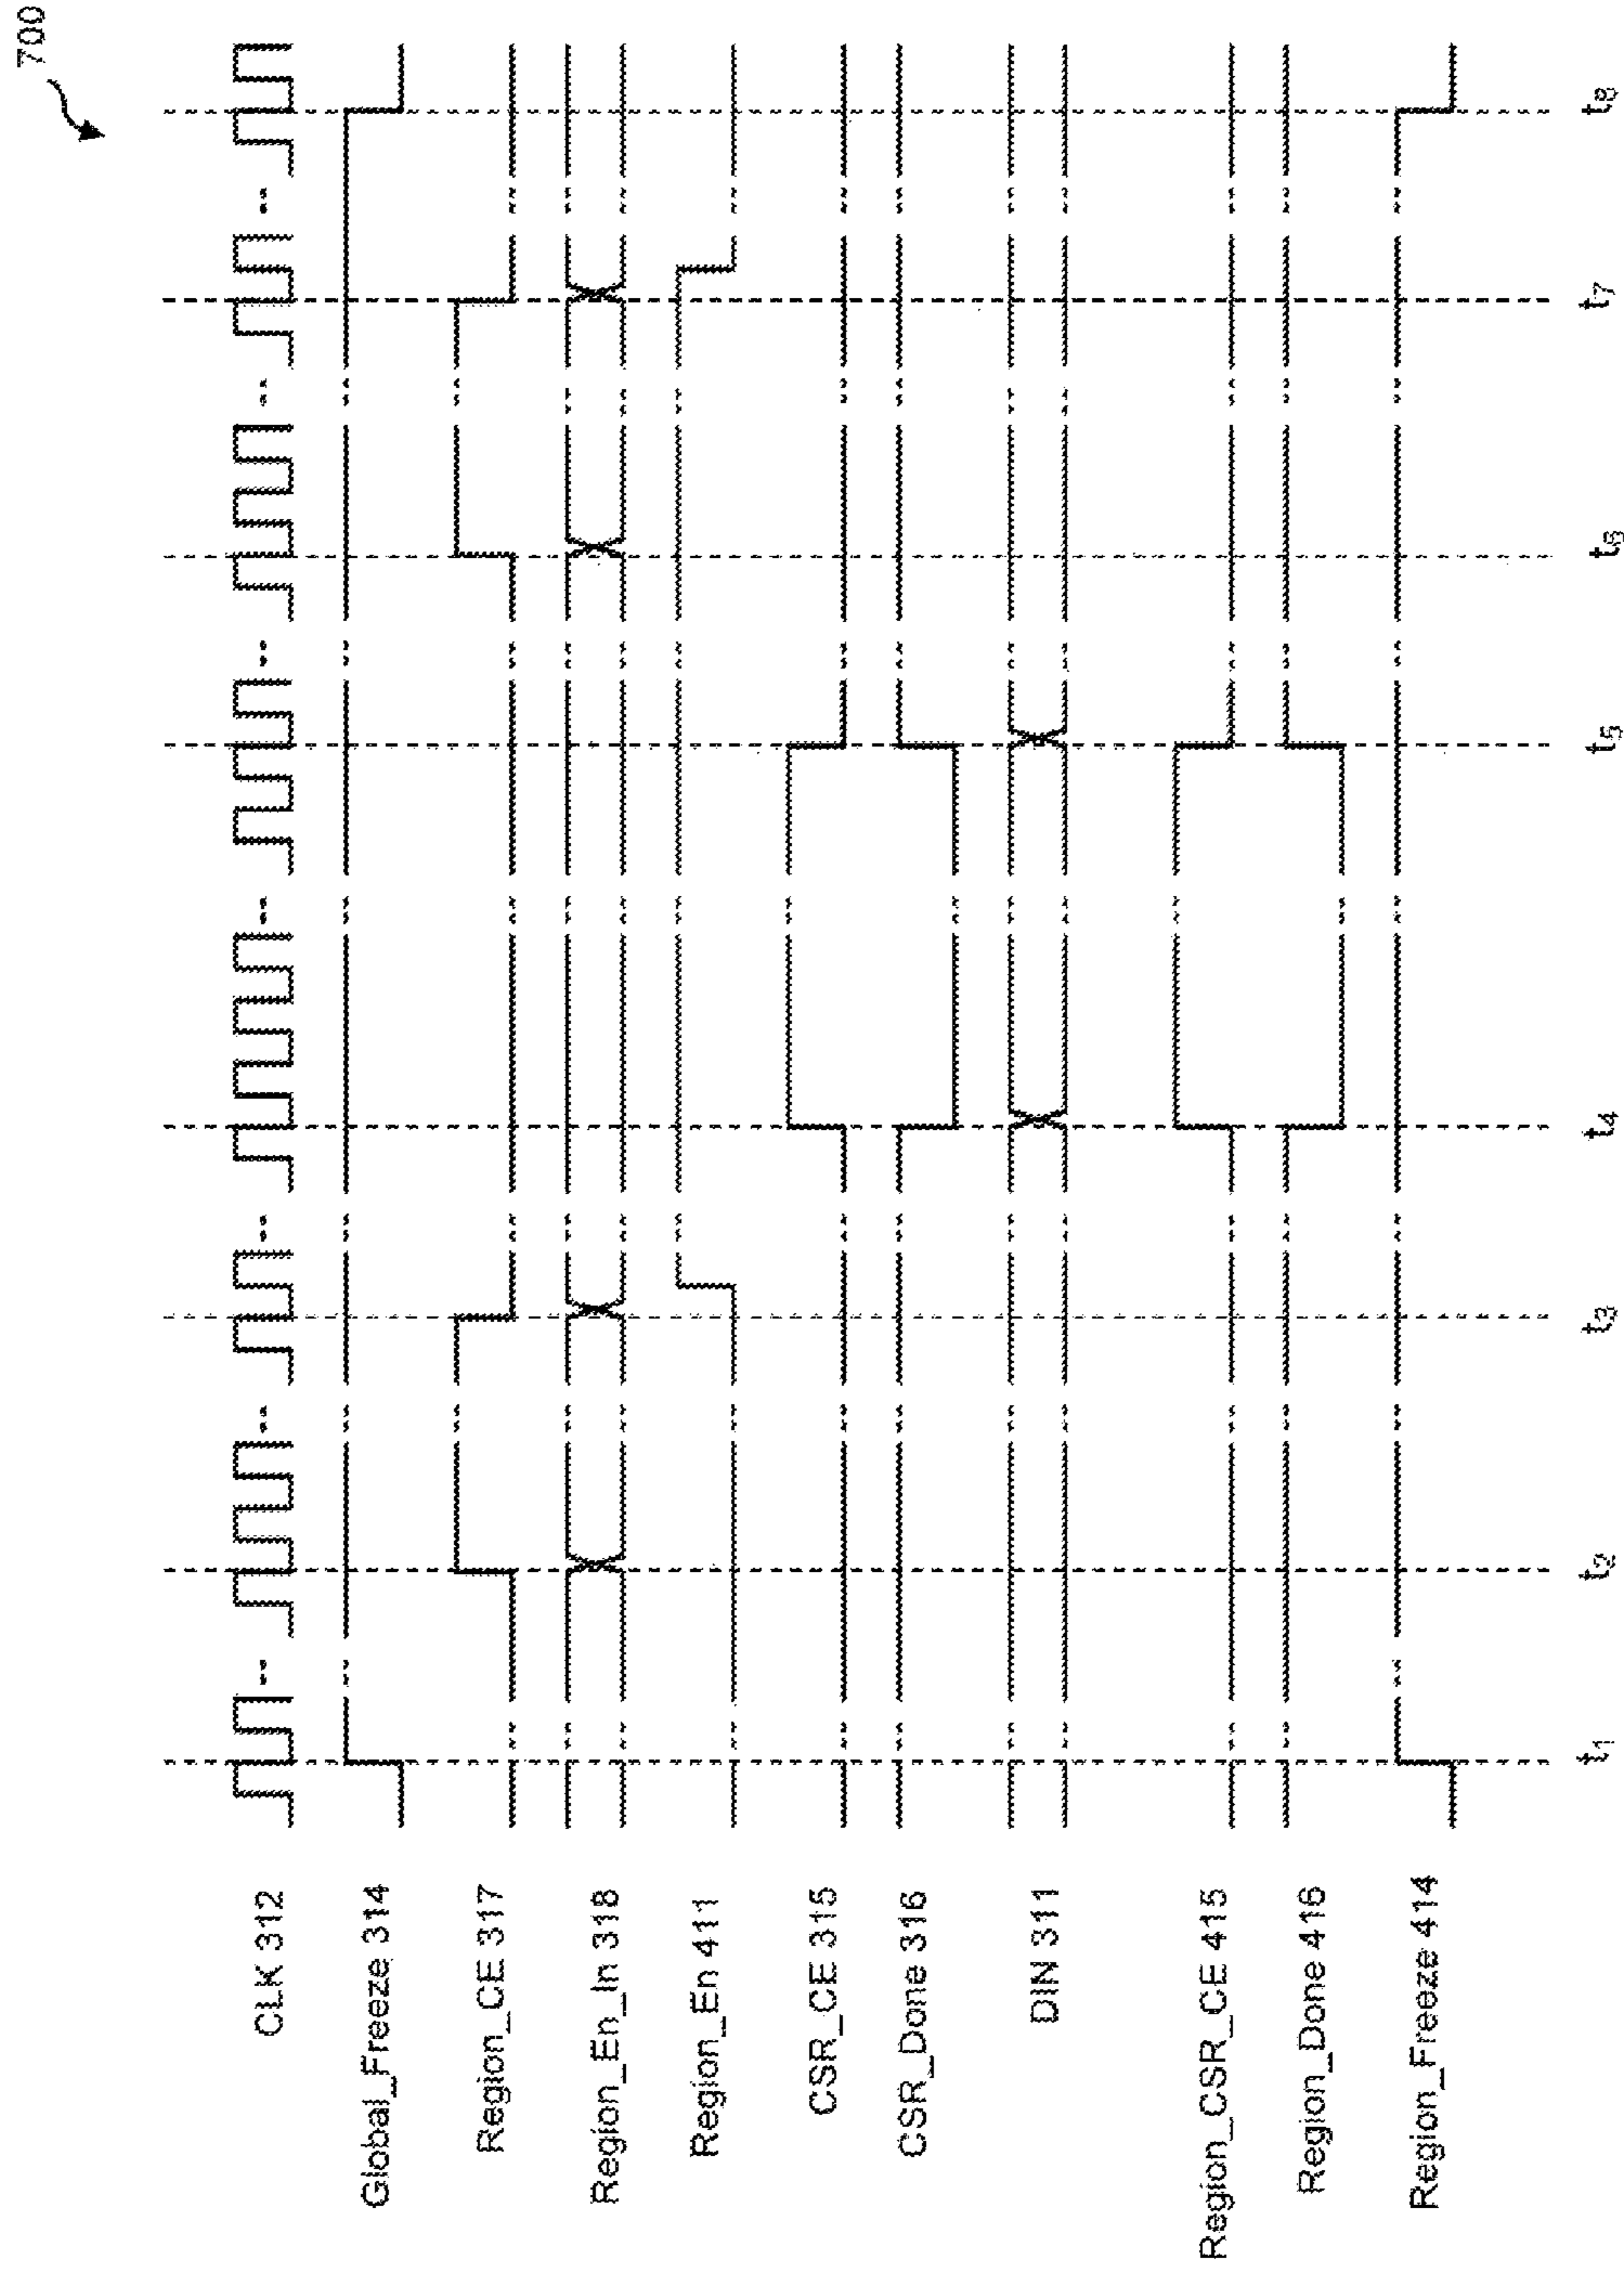 700
CLK 312
Global_Freeze 314
Region_CE 317
Region_En_In 318
Region_En 411
CSR_CE 315
CSR_Done 316
DIN 311
Region_CSR_CE 415
Region_Done 416
Region_Freeze 414
t1 t2 t3 t4 t5 t6 t7 t8